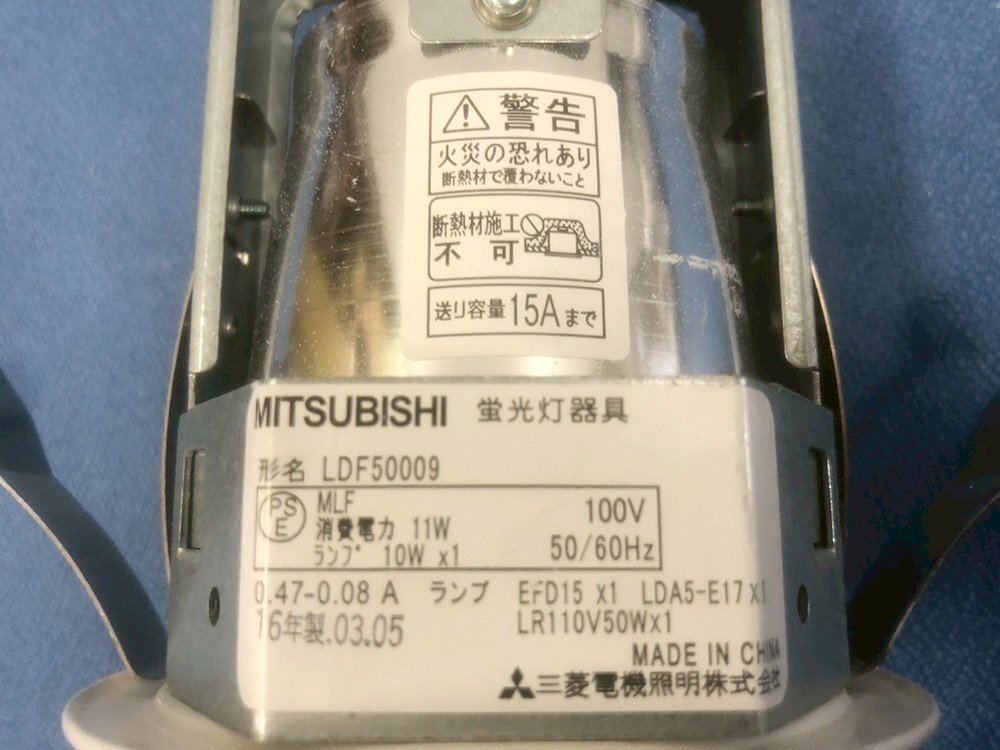 警告
火災の恐れあり
断熱材で覆わないこと
断熱材施工
不可
送り容量15Aまで
MITSUBISHI 蛍光灯器具
形名 LDF50009
PS
E
MLF 100V
消費電力 11W
ランプ 10W x1 50/60Hz
0.47-0.08 A ランプ EFD15 x1 LDA5-E17 x1
16年製.03.05 LR110V50Wx1
MADE IN CHINA
三菱電機照明株式会社